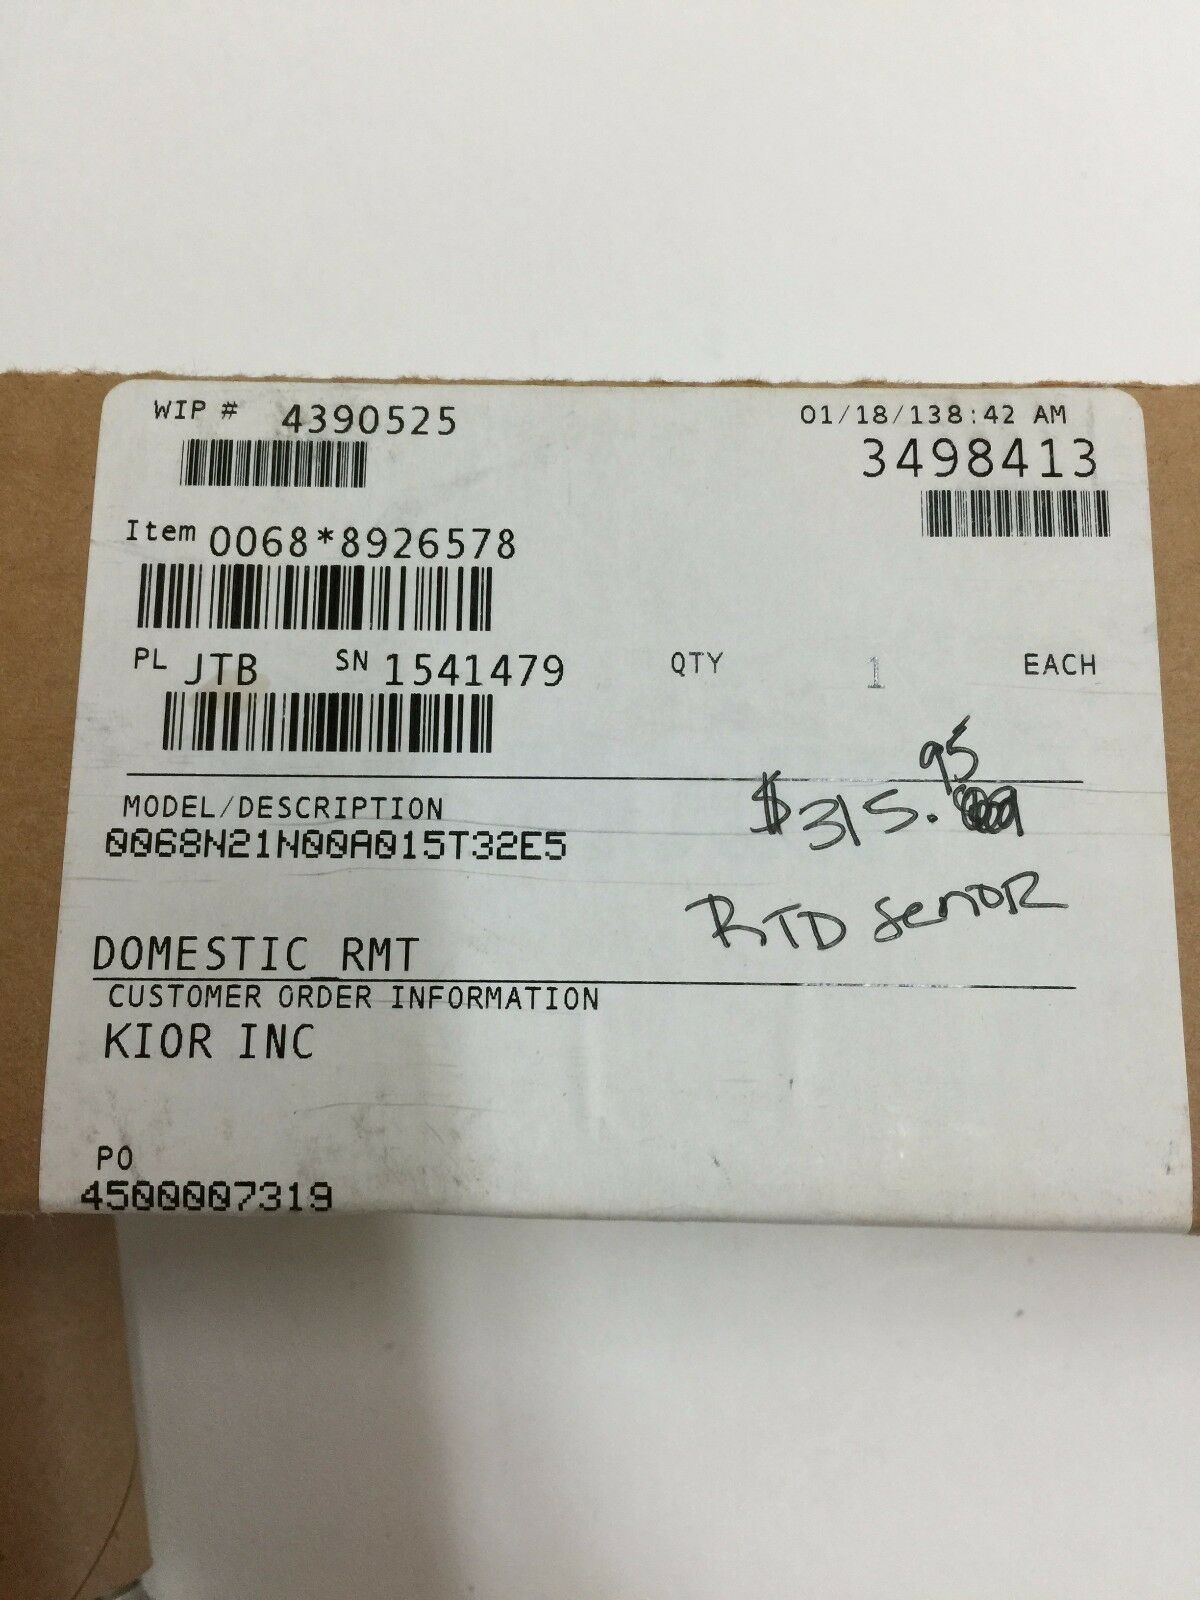 WIP # 4390525
01/18/138:42 AM
3498413
Item 0068*8926578
PL JTB SN 1541479 QTY 1 EACH
95
$315.
MODEL/DESCRIPTION
0068N21N00A015T32E5
RTD senSOR
DOMESTIC_RMT
CUSTOMER ORDER INFORMATION
KIOR INC
PO
4500007319